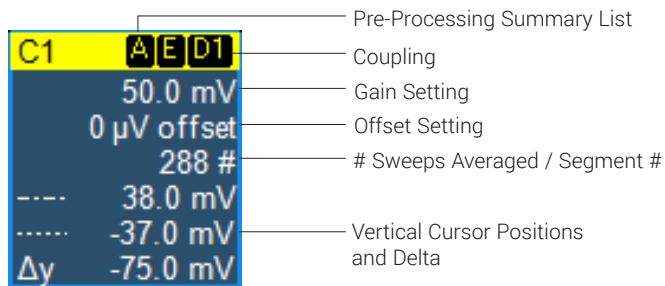 Pre-Processing Summary List
C1 A E D1 Coupling
50.0 mV Gain Setting
0 µV offset Offset Setting
288 # # Sweeps Averaged / Segment #
38.0 mV
-37.0 mV Vertical Cursor Positions
and Delta
Δy -75.0 mV